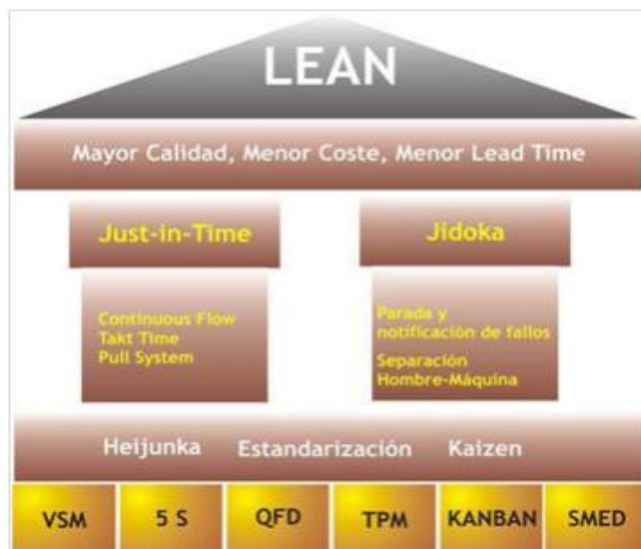 LEAN
Mayor Calidad, Menor Coste, Menor Lead Time
Just-in-Time
Jidoka
Continuous Flow
Takt Time
Pull System
Parada y
notificación de fallos
Separación
Hombre-Máquina
Heijunka Estandarización Kaizen
VSM 5 S QFD TPM KANBAN SMED